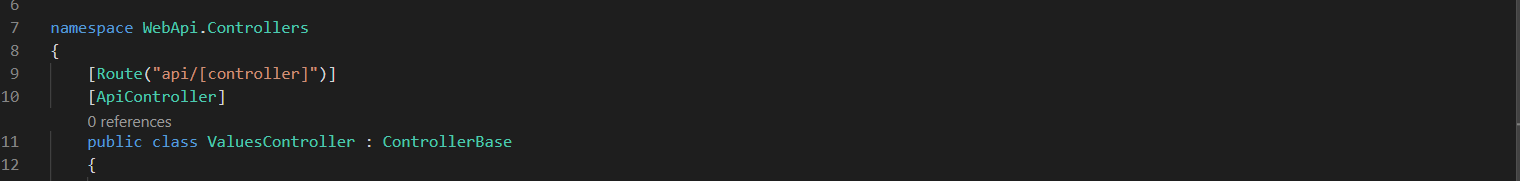 6
7 namespace WebApi.Controllers
8 {
9 [Route("api/[controller]")]
10 [ApiController]
0 references
11 public class ValuesController : ControllerBase
12 {